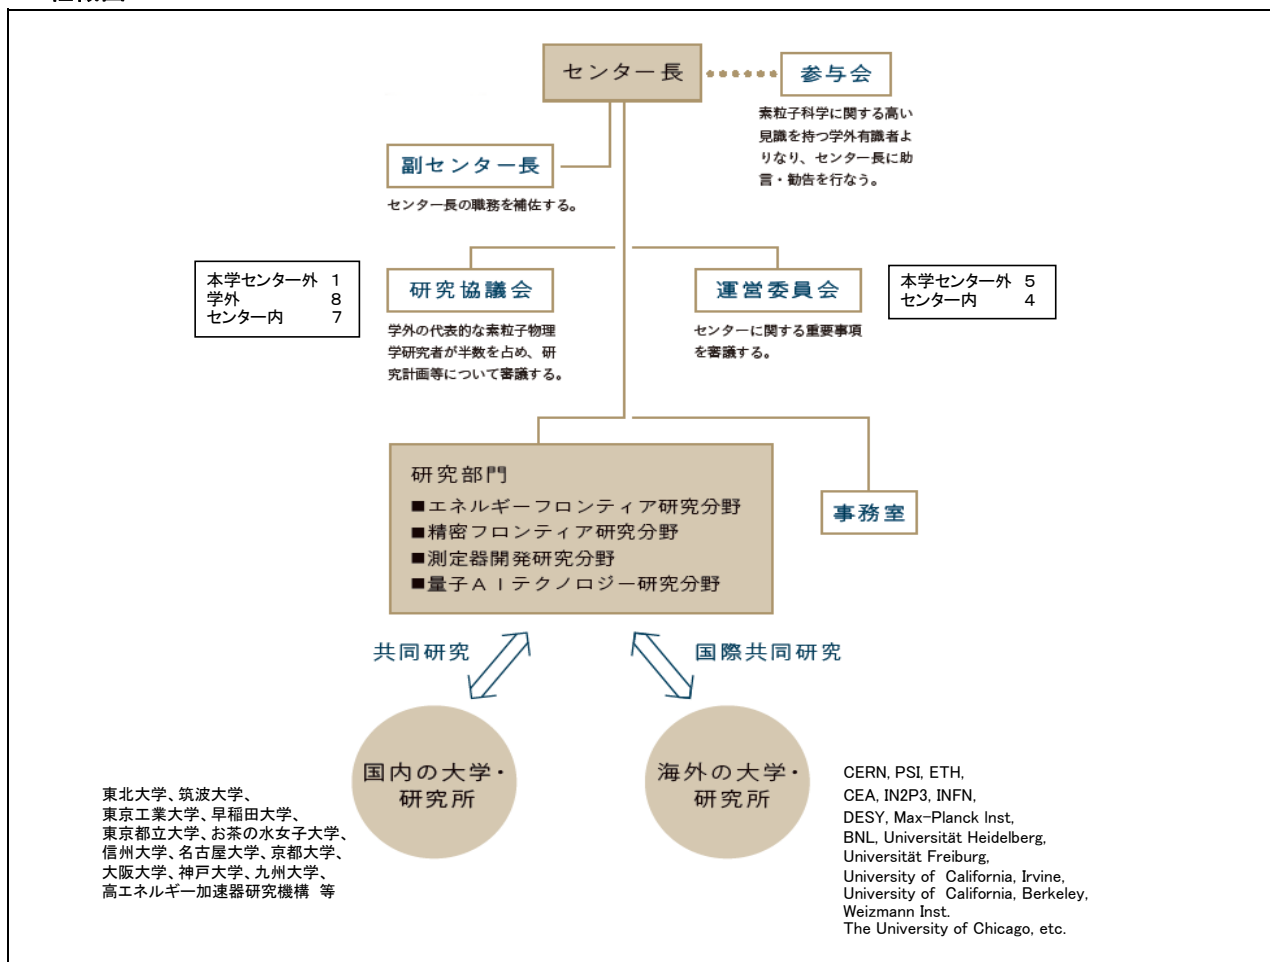 センター長
参与会
素粒子科学に関する高い
見識を持つ学外有識者よ
りなり、センター長に助
言・勧告を行なう。
副センター長
センター長の職務を補佐する。
本学センター外 1
学外 8
センター内 7
研究協議会
学外の代表的な素粒子物理
学研究者が半数を占め、研
究計画等について審議する。
運営委員会
センターに関する重要事項
を審議する。
本学センター外 5
センター内 4
研究部門
■エネルギーフロンティア研究分野
■精密フロンティア研究分野
■測定器開発研究分野
■量子AIテクノロジー研究分野
事務室
共同研究
国際共同研究
国内の大学・
研究所
海外の大学・
研究所
東北大学、筑波大学、
東京工業大学、早稲田大学、
東京都立大学、お茶の水女子大学、
信州大学、名古屋大学、京都大学、
大阪大学、神戸大学、九州大学、
高エネルギー加速器研究機構 等
CERN, PSI, ETH,
CEA, IN2P3, INFN,
DESY, Max-Planck Inst,
BNL, Universität Heidelberg,
Universität Freiburg,
University of California, Irvine,
University of California, Berkeley,
Weizmann Inst.
The University of Chicago, etc.